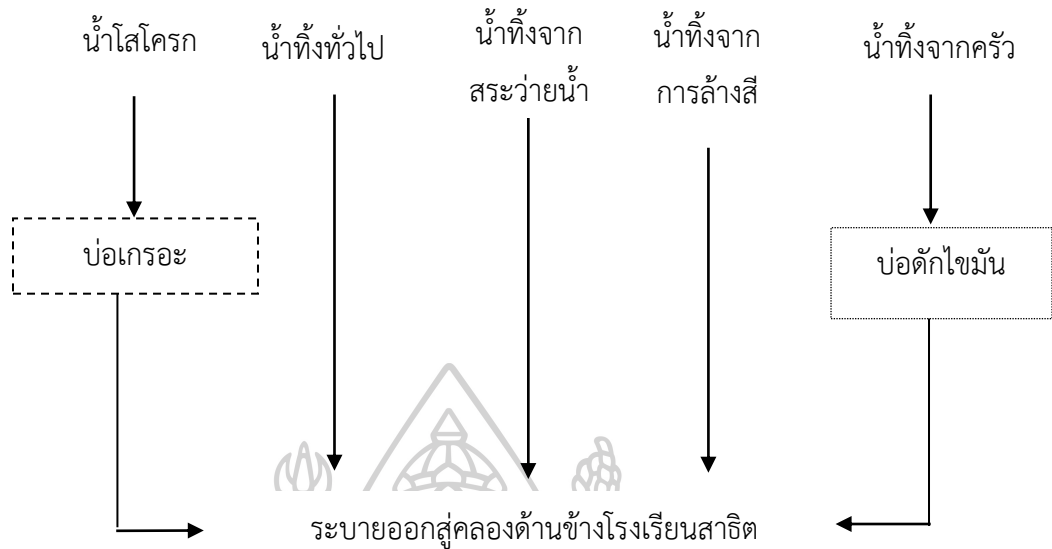 น้ำโสโครก
น้ำทิ้งทั่วไป
น้ำทิ้งจาก
สระว่ายน้ำ
น้ำทิ้งจาก
การล้างสี
น้ำทิ้งจากครัว
บ่อเกรอะ
บ่อดักไขมัน
ระบายออกสู่คลองด้านข้างโรงเรียนสาธิต